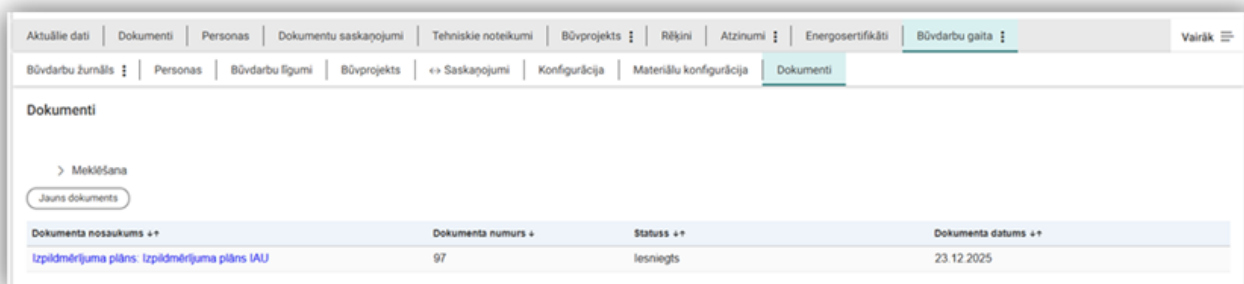 Aktuālie dati Dokumenti Personas Dokumentu saskaņojumi Tehniskie noteikumi Būvprojekts Rēķini Atzinumi Energosertifikāti Būvdarbu gaita Vairāk
Būvdarbu žurnāls Personas Būvdarbu līgumi Būvprojekts ↔ Saskaņojumi Konfigurācija Materiālu konfigurācija Dokumenti
Dokumenti
> Meklēšana
Jauns dokuments
Dokumenta nosaukums ↓↑ Dokumenta numurs ↓ Statuss ↓↑ Dokumenta datums ↓↑
Izpildmērījuma plāns: Izpildmērījuma plāns IAU 97 Iesniegts 23.12.2025